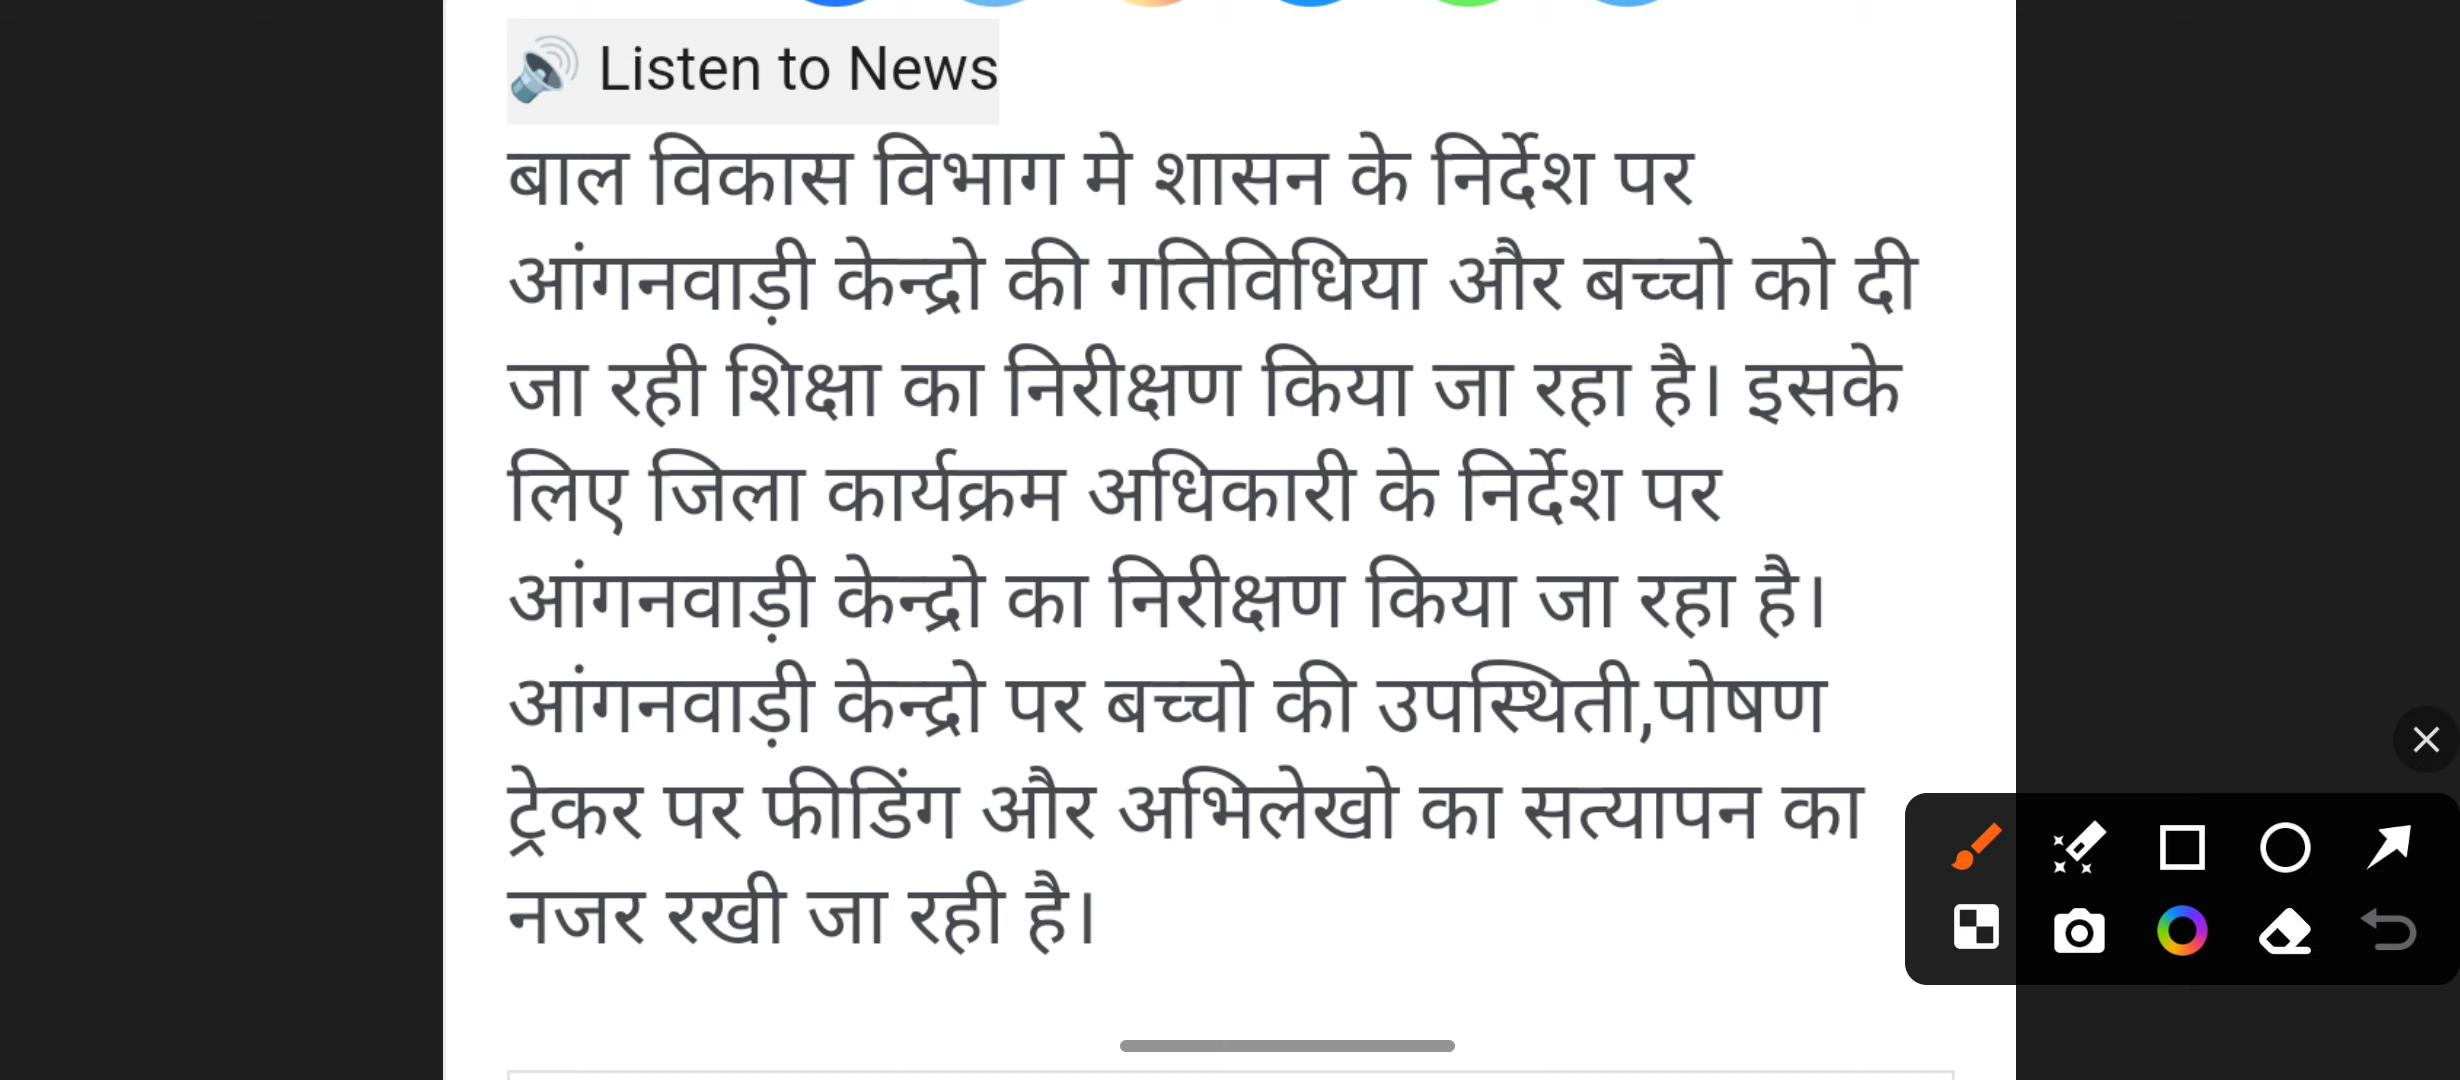 Listen to News
बाल विकास विभाग मे शासन के निर्देश पर
आंगनवाड़ी केन्द्रो की गतिविधिया और बच्चो को दी
जा रही शिक्षा का निरीक्षण किया जा रहा है। इसके
लिए जिला कार्यक्रम अधिकारी के निर्देश पर
आंगनवाड़ी केन्द्रो का निरीक्षण किया जा रहा है।
आंगनवाड़ी केन्द्रो पर बच्चो की उपस्थिती,पोषण
ट्रेकर पर फीडिंग और अभिलेखो का सत्यापन का
नजर रखी जा रही है।